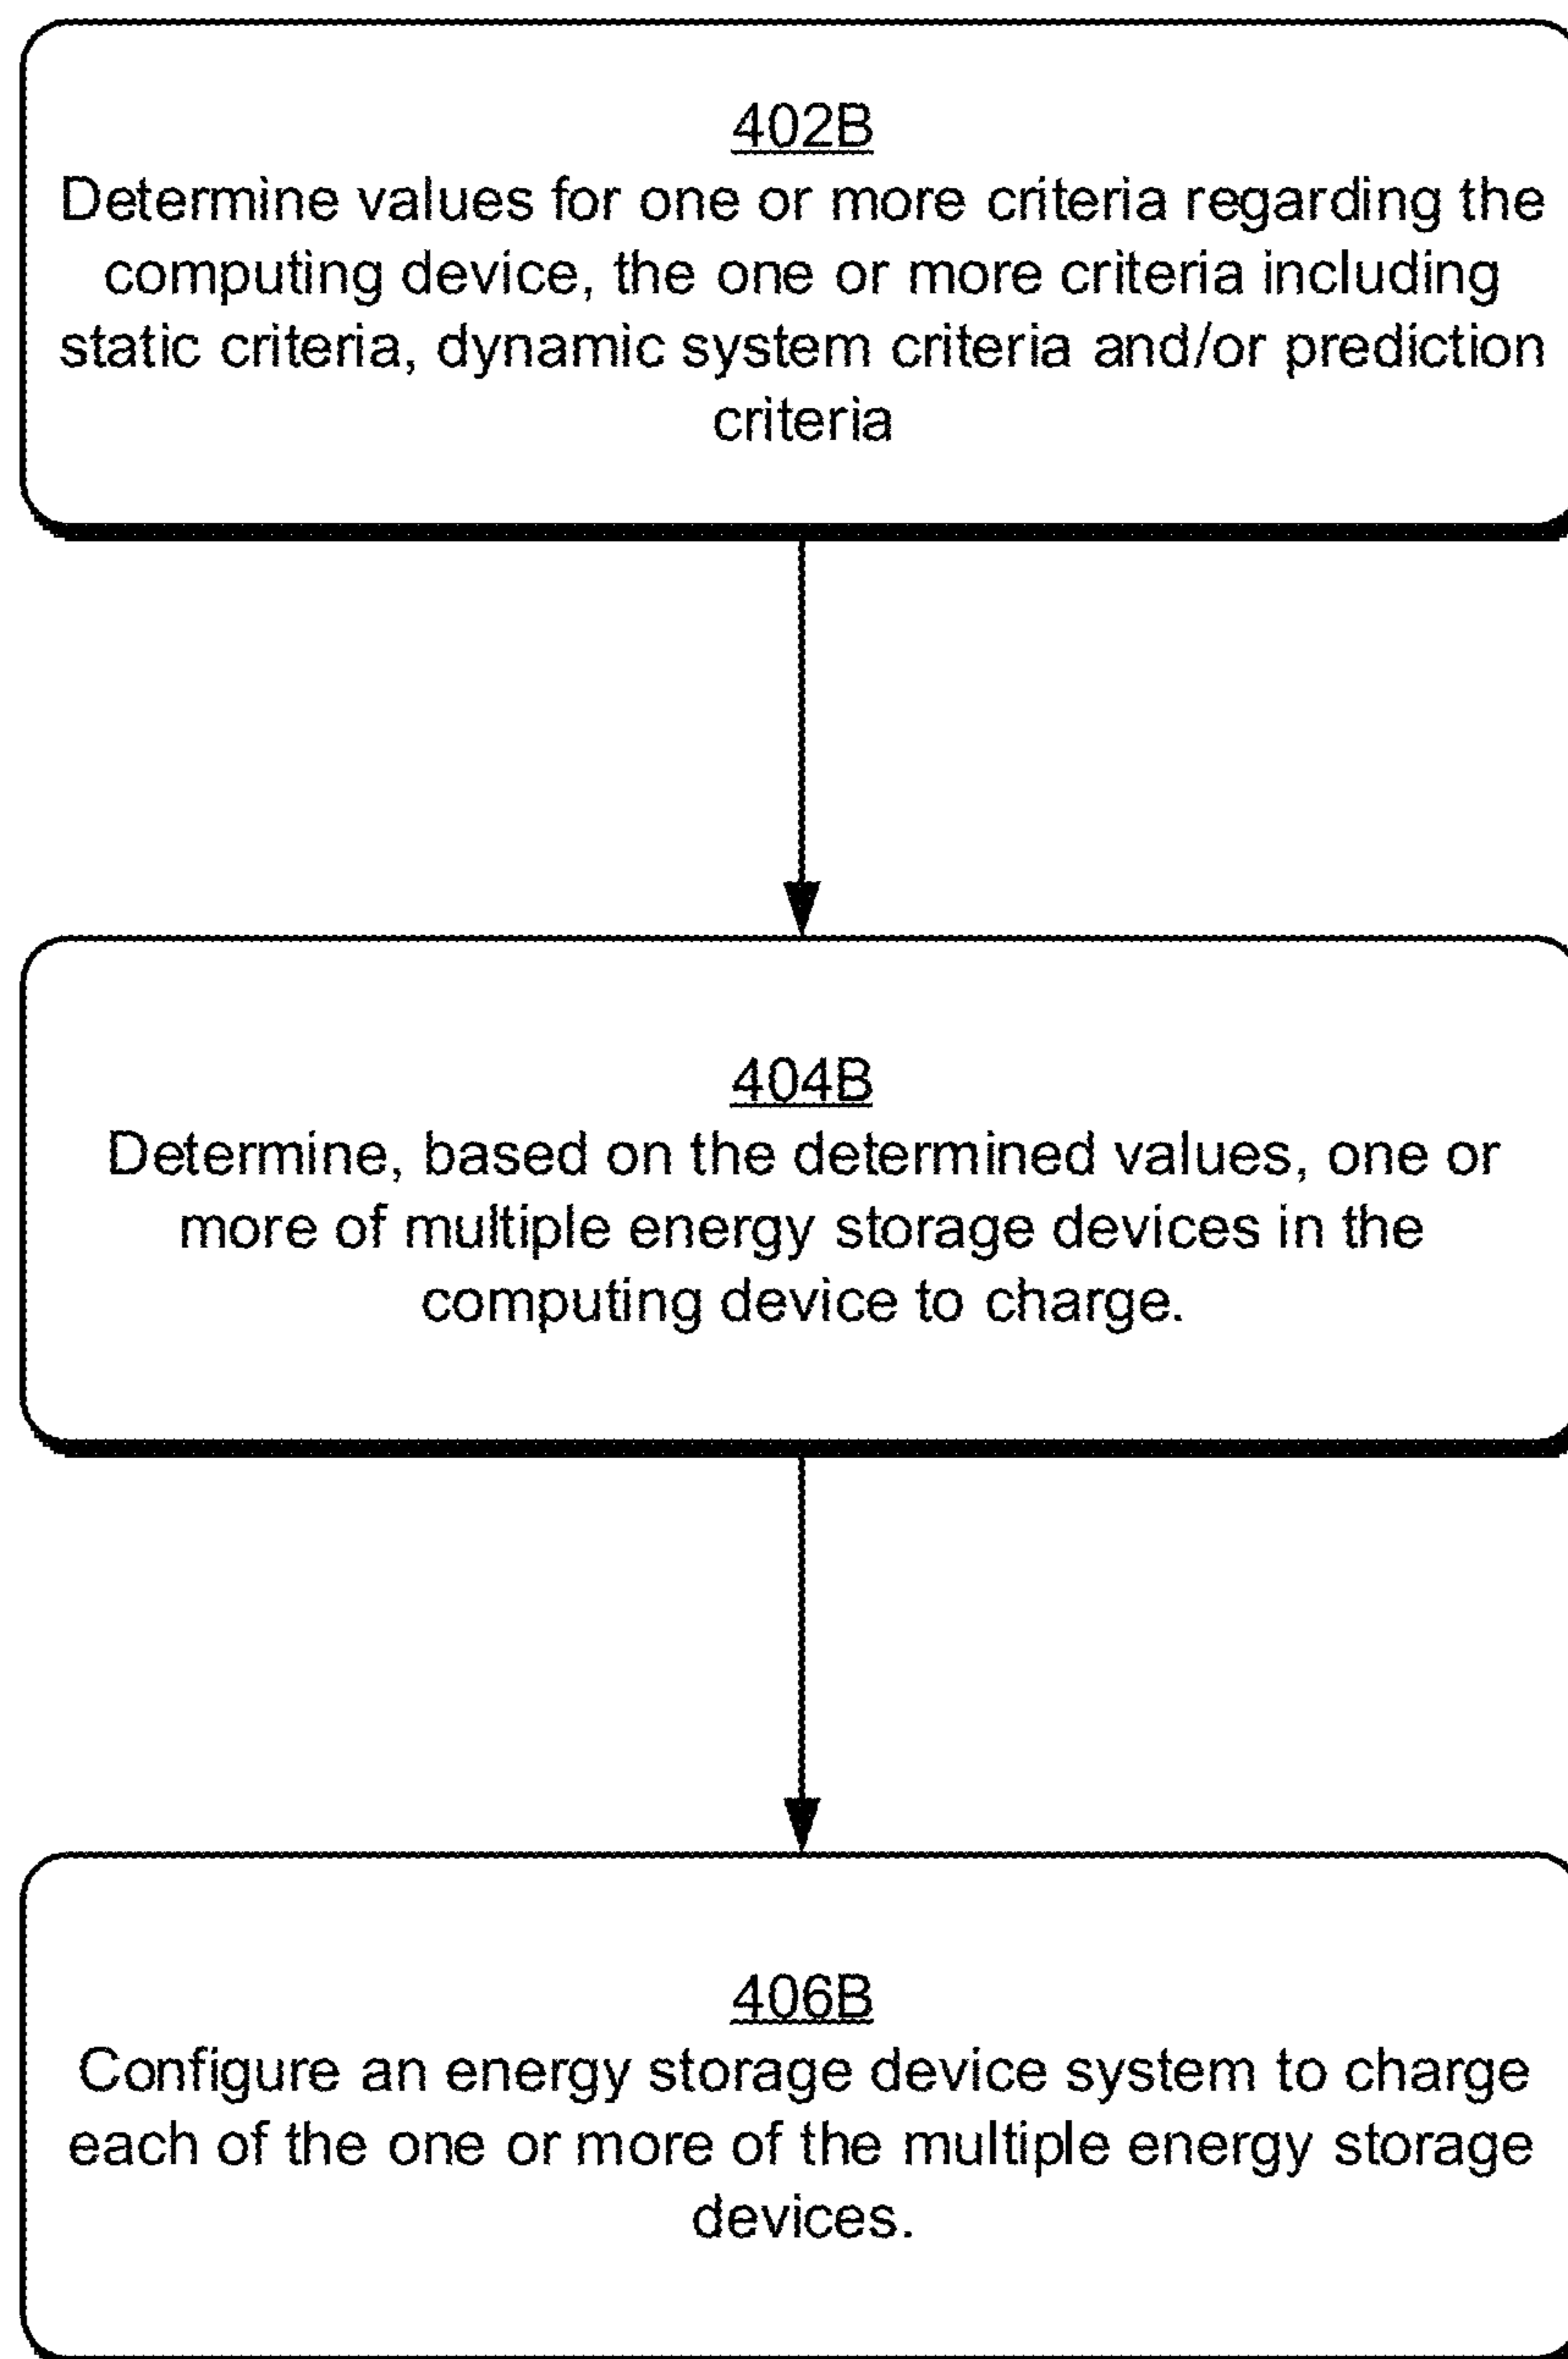 402B
Determine values for one or more criteria regarding the
computing device, the one or more criteria including
static criteria, dynamic system criteria and/or prediction
criteria
404B
Determine, based on the determined values, one or
more of multiple energy storage devices in the
computing device to charge.
406B
Configure an energy storage device system to charge
each of the one or more of the multiple energy storage
devices.